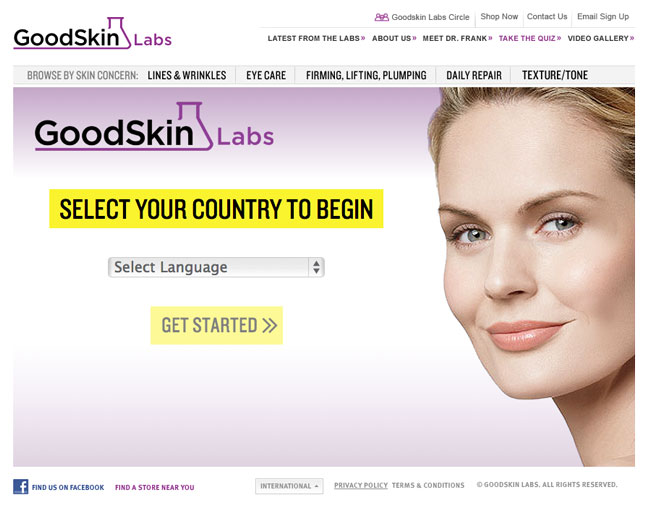 GoodSkin Labs
Goodskin Labs Circle Shop Now Contact Us Email Sign Up
LATEST FROM THE LABS» ABOUT US» MEET DR. FRANK» TAKE THE QUIZ» VIDEO GALLERY»
BROWSE BY SKIN CONCERN: LINES & WRINKLES EYE CARE FIRMING, LIFTING, PLUMPING DAILY REPAIR TEXTURE/TONE
GoodSkin Labs
SELECT YOUR COUNTRY TO BEGIN
Select Language
GET STARTED »
FIND US ON FACEBOOK FIND A STORE NEAR YOU INTERNATIONAL PRIVACY POLICY TERMS & CONDITIONS © GOODSKIN LABS. ALL RIGHTS RESERVED.